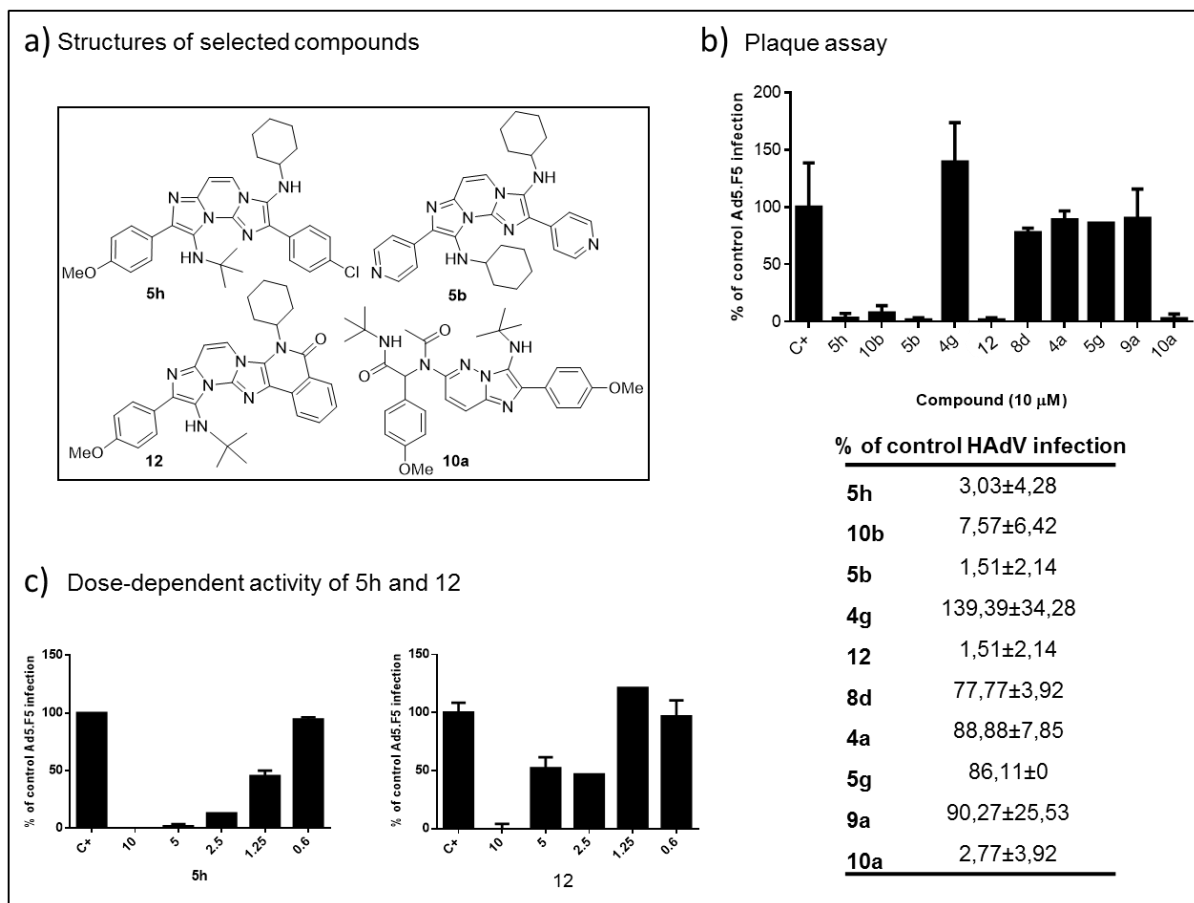 a) Structures of selected compounds
NH
N
N
N
N
N
MeO
HN
Cl
5h
NH
N
N
N
N
N
N
N
HN
5b
N
O
N
N
N
N
N
MeO
HN
12
O
HN
N
O
N
N
N
N
HN
OMe
OMe
10a
b) Plaque assay
% of control Ad5.F5 infection
200
150
100
50
0
C+ 5h 10b 5b 4g 12 8d 4a 5g 9a 10a
Compound (10 μM)
% of control HAdV infection
5h 3,03±4,28
10b 7,57±6,42
5b 1,51±2,14
4g 139,39±34,28
12 1,51±2,14
8d 77,77±3,92
4a 88,88±7,85
5g 86,11±0
9a 90,27±25,53
10a 2,77±3,92
c) Dose-dependent activity of 5h and 12
% of control Ad5.F5 infection
150
100
50
0
C+ 10 5 2.5 1.25 0.6
5h
% of control Ad5.F5 infection
150
100
50
0
C+ 10 5 2.5 1.25 0.6
12